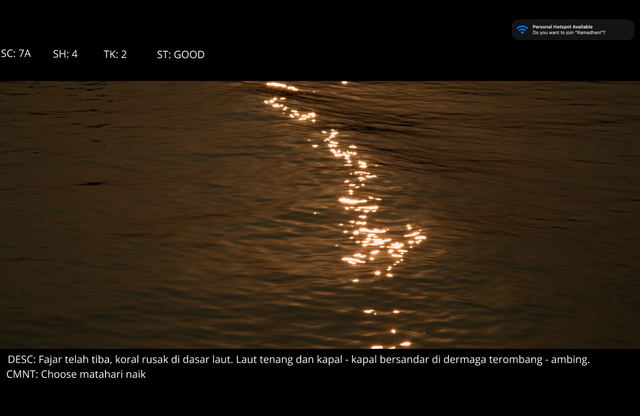 Personal Hotspot Available
Do you want to join "Ramadhani"?
SC: 7A SH: 4 TK: 2 ST: GOOD
DESC: Fajar telah tiba, koral rusak di dasar laut. Laut tenang dan kapal - kapal bersandar di dermaga terombang - ambing.
CMNT: Choose matahari naik